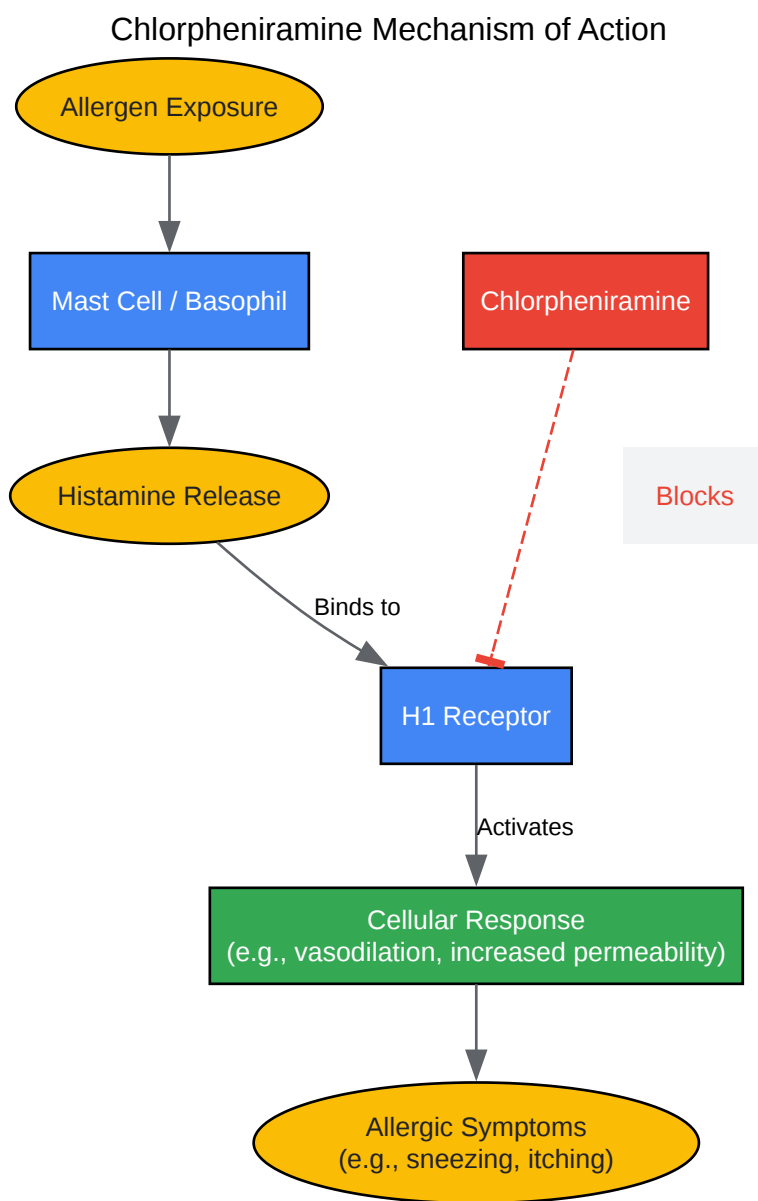 Chlorpheniramine Mechanism of Action
Allergen Exposure
Mast Cell / Basophil
Chlorpheniramine
Histamine Release
Blocks
Binds to
H1 Receptor
Activates
Cellular Response
(e.g., vasodilation, increased permeability)
Allergic Symptoms
(e.g., sneezing, itching)